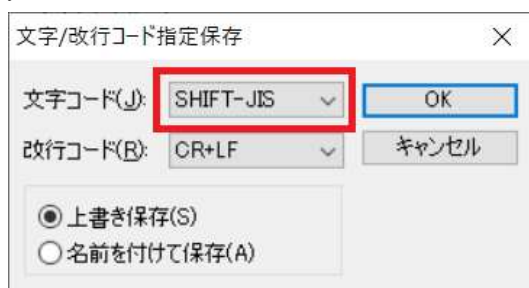 文字/改行コード指定保存
文字コード(J): SHIFT-JIS OK
改行コード(R): CR+LF キャンセル
上書き保存(S)
名前を付けて保存(A)